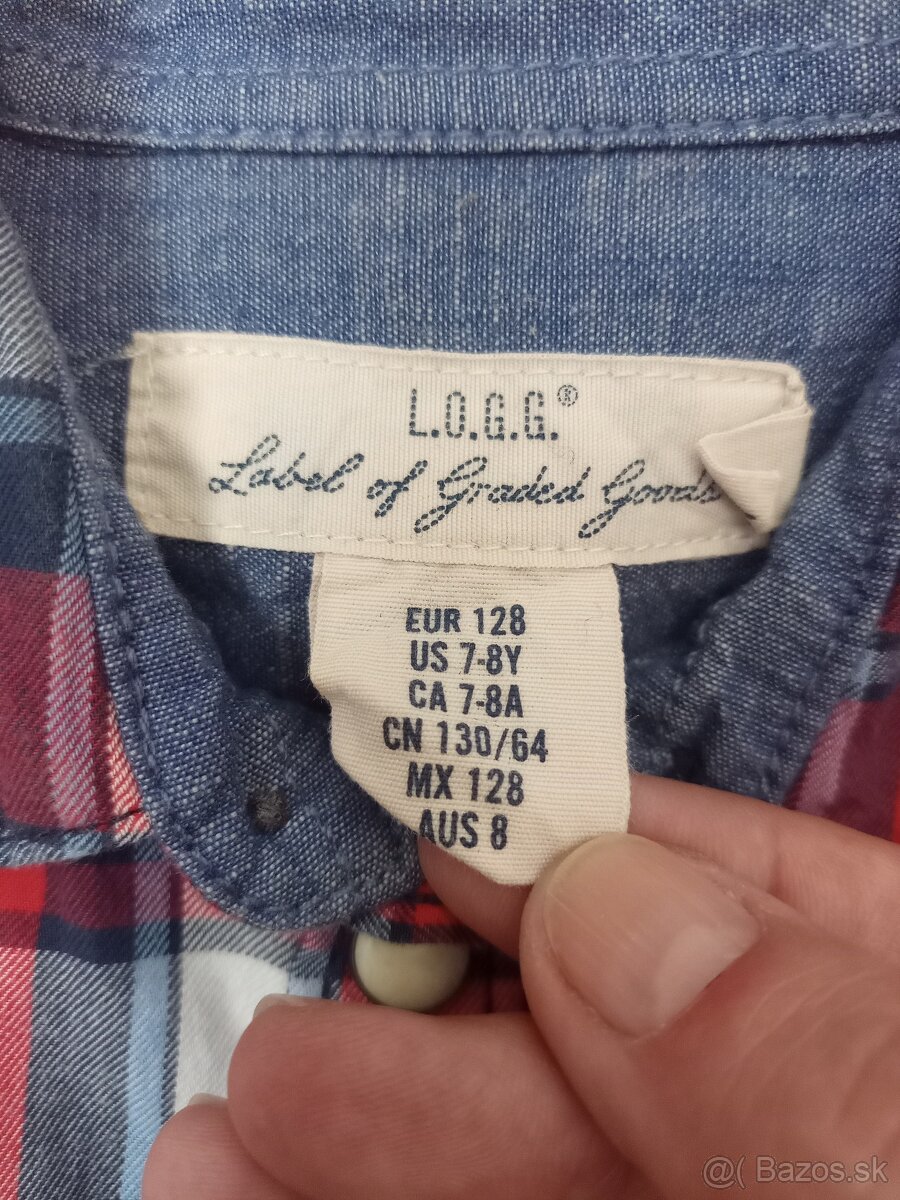 L.O.G.G.®
Label of Graded Goods
EUR 128
US 7-8Y
CA 7-8A
CN 130/64
MX 128
AUS 8
@( Bazos.sk